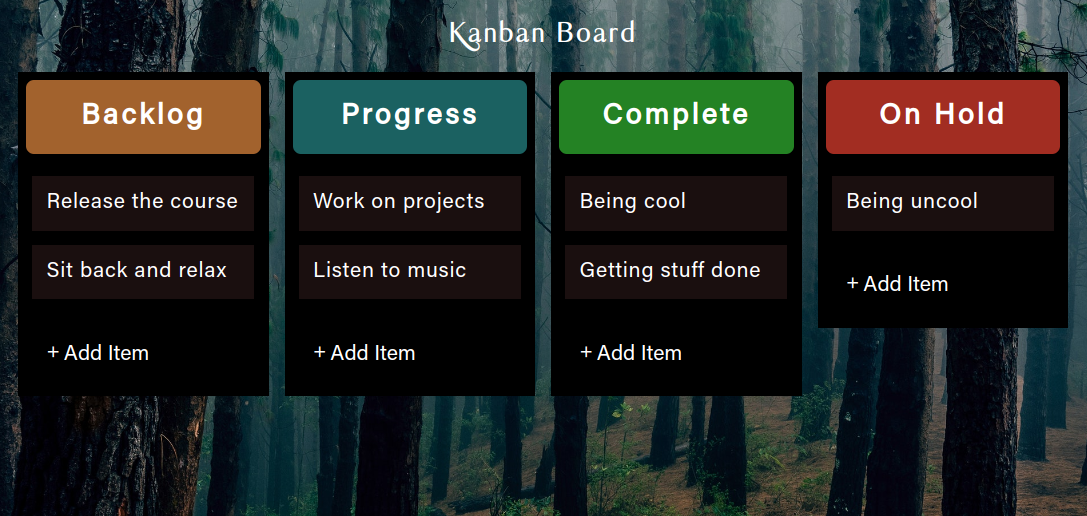 Kanban Board
Backlog
Release the course
Sit back and relax
+ Add Item
Progress
Work on projects
Listen to music
+ Add Item
Complete
Being cool
Getting stuff done
+ Add Item
On Hold
Being uncool
+ Add Item